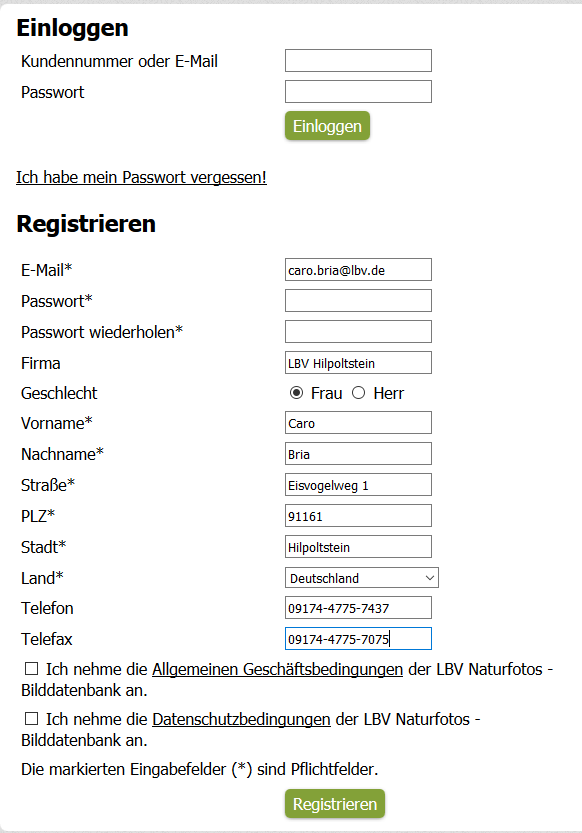 Einloggen
Kundennummer oder E-Mail
Passwort
Einloggen
Ich habe mein Passwort vergessen!
Registrieren
E-Mail* caro.bria@lbv.de
Passwort*
Passwort wiederholen*
Firma LBV Hilpoltstein
Geschlecht Frau Herr
Vorname* Caro
Nachname* Bria
Straße* Eisvogelweg 1
PLZ* 91161
Stadt* Hilpoltstein
Land* Deutschland
Telefon 09174-4775-7437
Telefax 09174-4775-7075
Ich nehme die Allgemeinen Geschäftsbedingungen der LBV Naturfotos -
Bilddatenbank an.
Ich nehme die Datenschutzbedingungen der LBV Naturfotos -
Bilddatenbank an.
Die markierten Eingabefelder (*) sind Pflichtfelder.
Registrieren